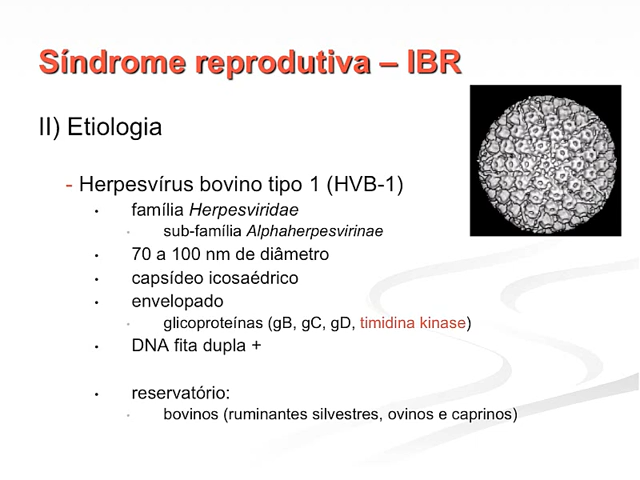 Síndrome reprodutiva – IBR
II) Etiologia
- Herpesvírus bovino tipo 1 (HVB-1)
• família Herpesviridae
• sub-família Alphaherpesvirinae
• 70 a 100 nm de diâmetro
• capsídeo icosaédrico
• envelopado
• glicoproteínas (gB, gC, gD, timidina kinase)
• DNA fita dupla +
• reservatório:
• bovinos (ruminantes silvestres, ovinos e caprinos)